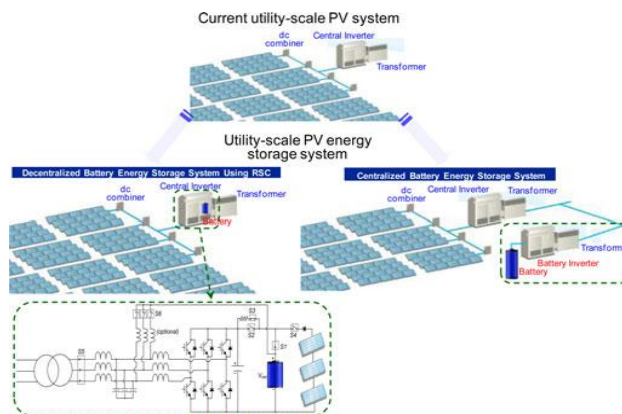 Current utility-scale PV system
dc
combiner
Central Inverter
Transformer
Utility-scale PV energy
storage system
Decentralized Battery Energy Storage System Using RSC
dc
combiner
Central Inverter
Transformer
Battery
Centralized Battery Energy Storage System
dc
combiner
Central Inverter
Transformer
Transformer
Battery Inverter
Battery
(optional)